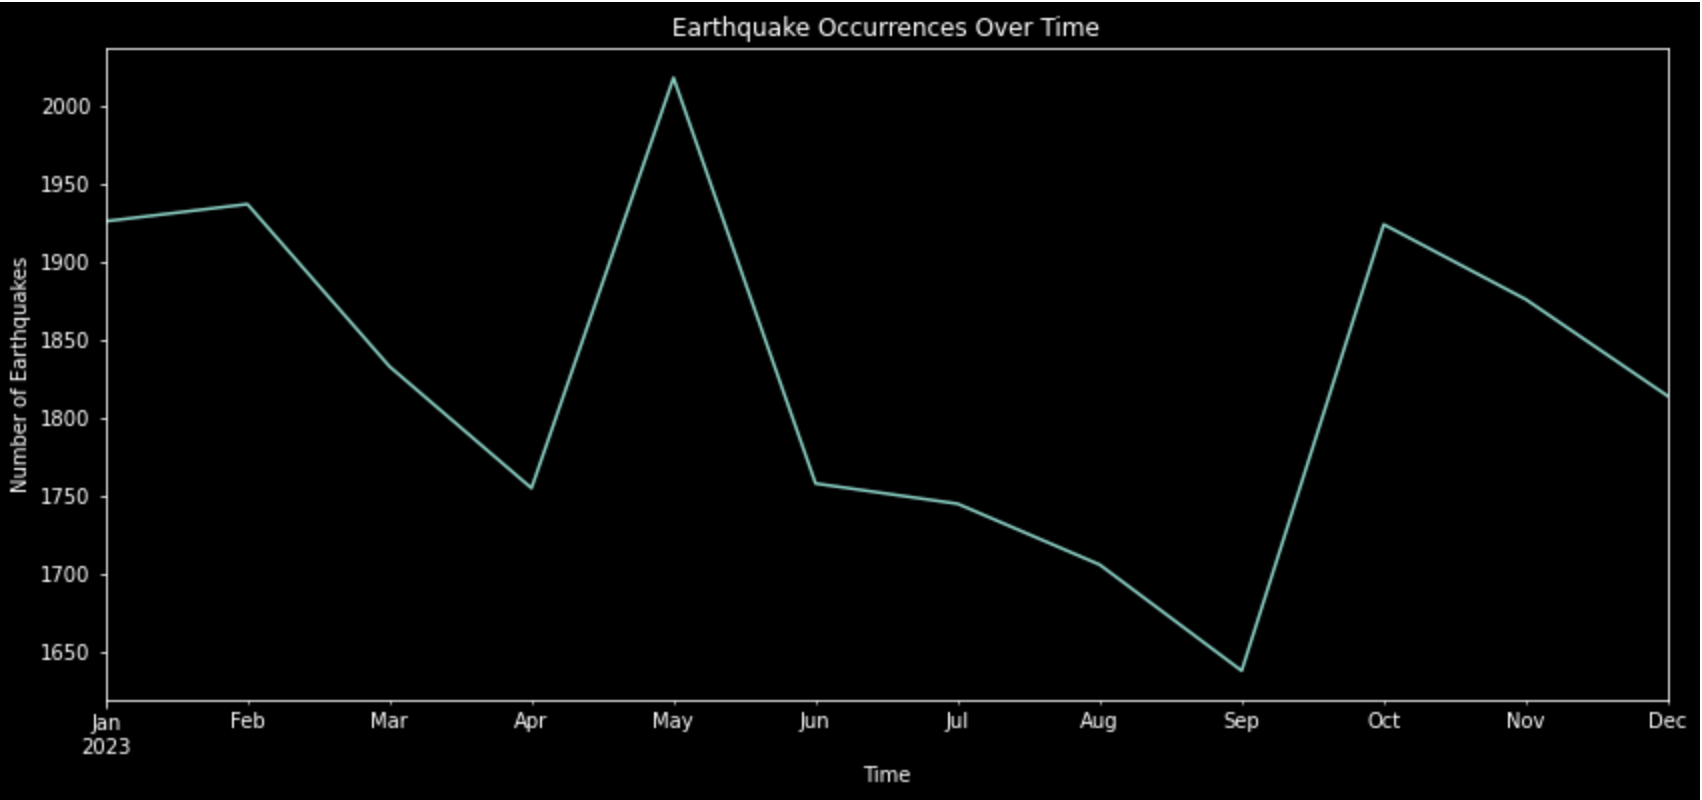 Earthquake Occurrences Over Time
Number of Earthquakes
2000
1950
1900
1850
1800
1750
1700
1650
Jan Feb Mar Apr May Jun Jul Aug Sep Oct Nov Dec
2023
Time